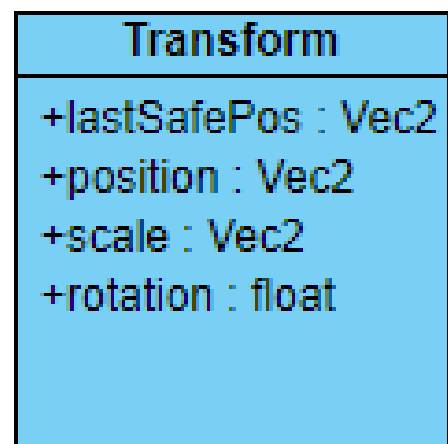 Transform
+lastSafePos : Vec2
+position : Vec2
+scale : Vec2
+rotation : float